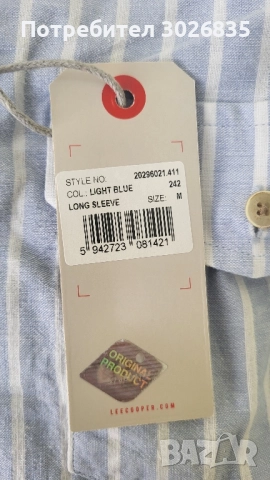 Потребител 3026835
STYLE NO. 20296021.411
COL.: LIGHT BLUE 242
LONG SLEEVE SIZE: M
5 942723 081421
ORIGINAL
PRODUCT
LEECOOPER.COM
bazar